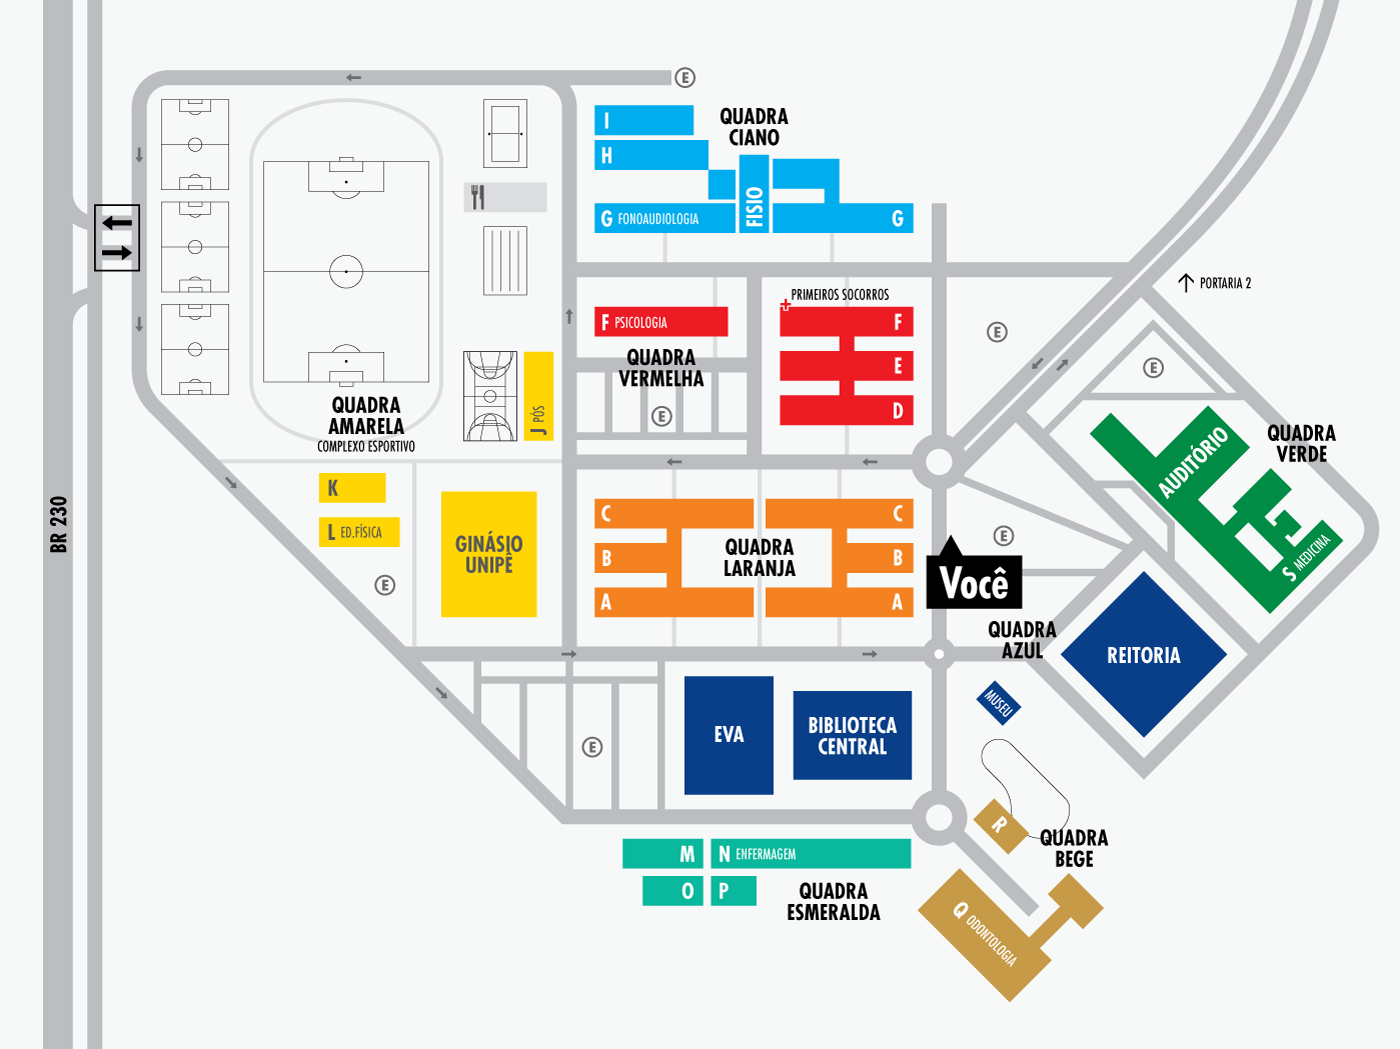 E
I
H
QUADRA
CIANO
FISIO
G FONOAUDIOLOGIA
G
PORTARIA 2
PRIMEIROS SOCORROS
F PSICOLOGIA
F
E
QUADRA
VERMELHA
E
E
E
D
J PÓS
QUADRA
AMARELA
COMPLEXO ESPORTIVO
K
L ED.FÍSICA
E
GINÁSIO
UNIPÊ
C
C
B
B
A
A
QUADRA
LARANJA
E
Você
AUDITÓRIO
QUADRA
VERDE
S MEDICINA
BR 230
QUADRA
AZUL
REITORIA
MUSEU
E
EVA
BIBLIOTECA
CENTRAL
R
QUADRA
BEGE
M
N ENFERMAGEM
O
P
QUADRA
ESMERALDA
Q ODONTOLOGIA